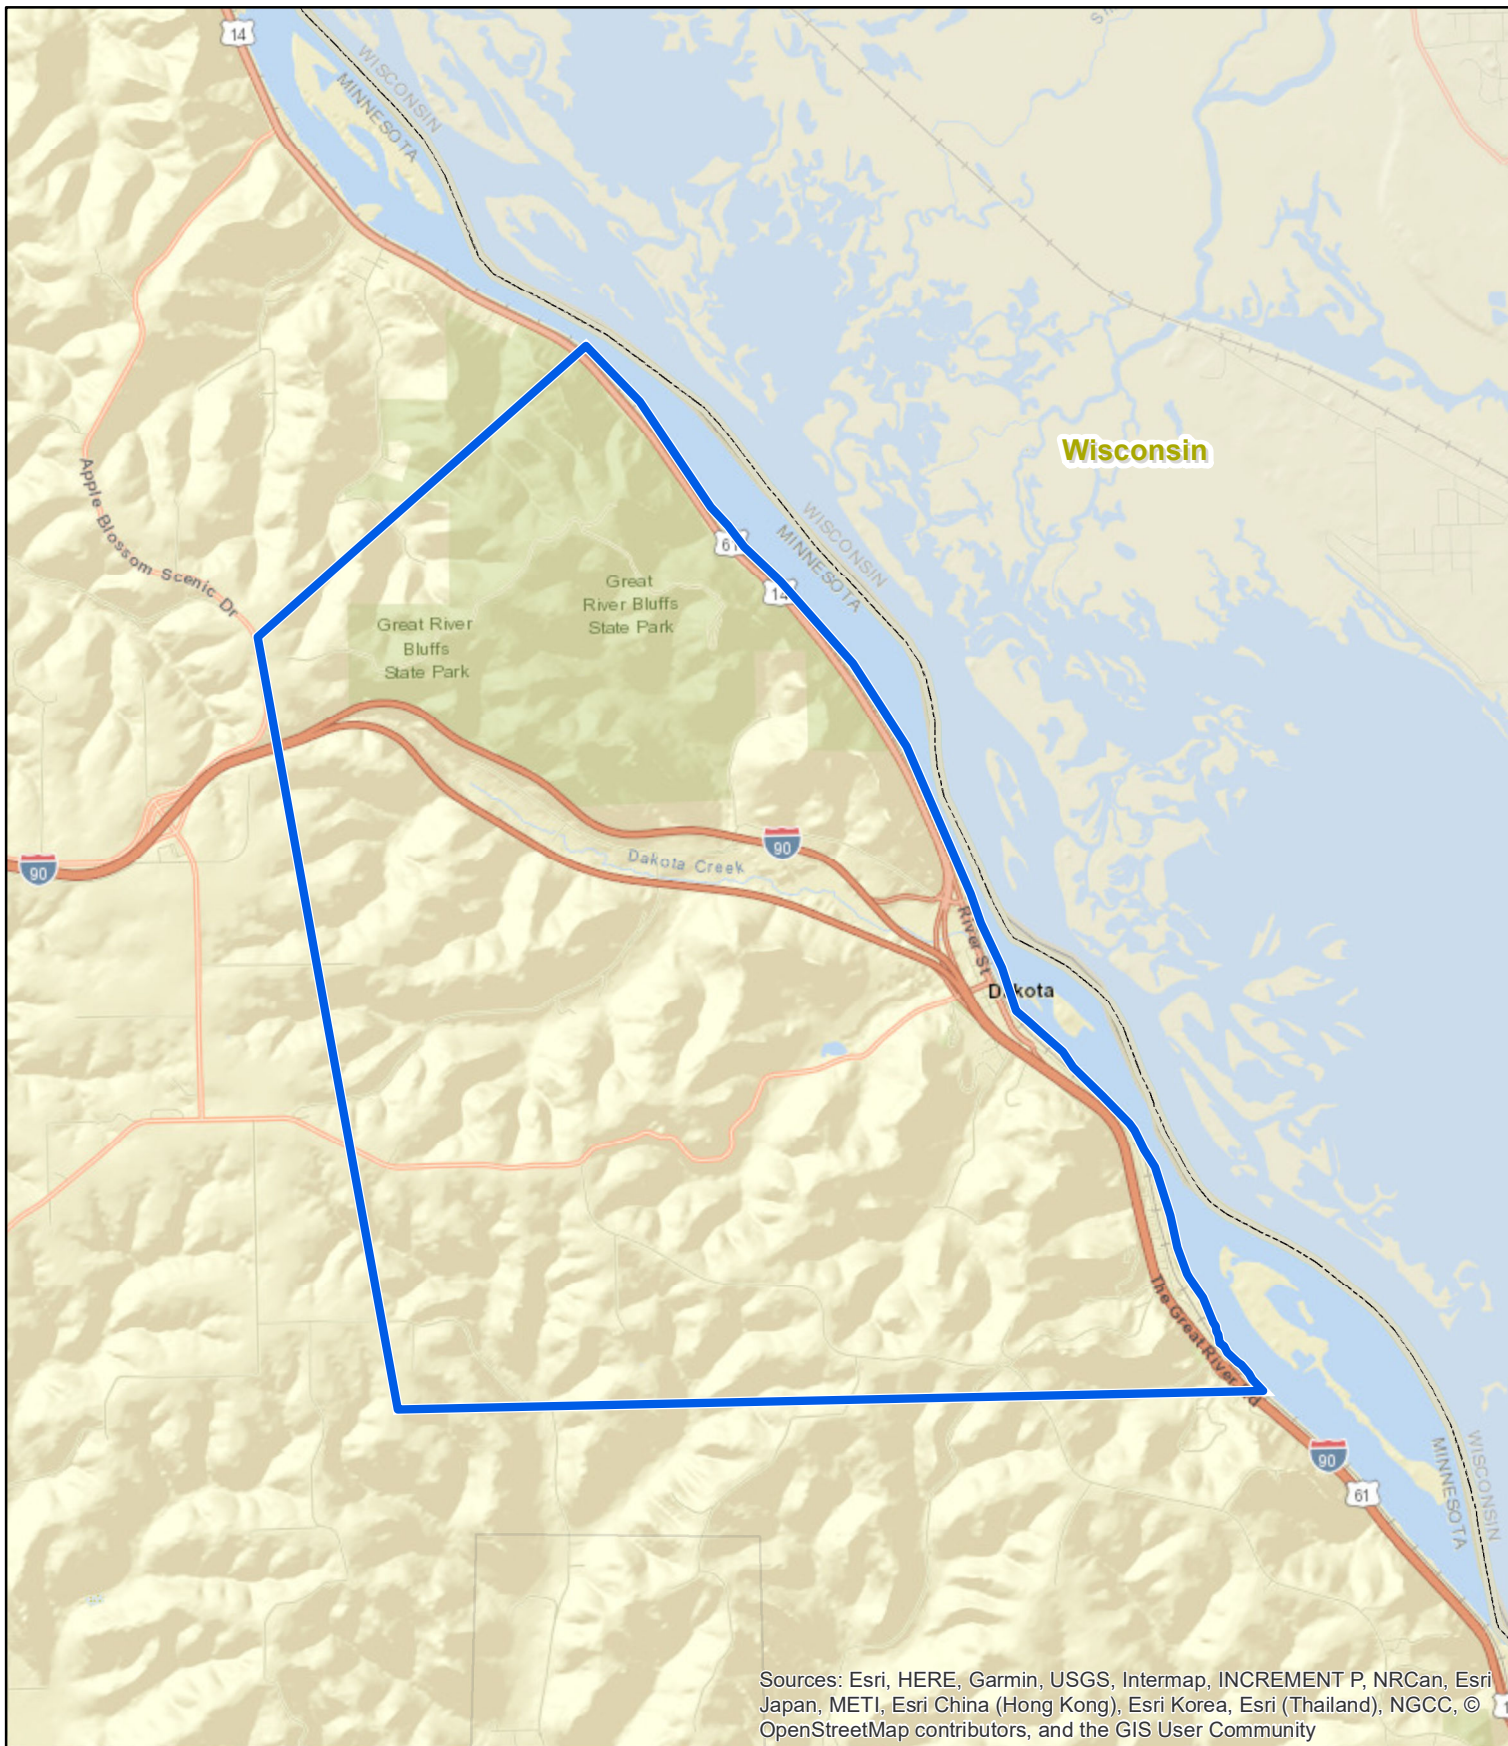 14
WISCONSIN
MINNESOTA
Wisconsin
Apple Blossom Scenic Dr
WISCONSIN
MINNESOTA
61
14
Great
River Bluffs
State Park
Great River
Bluffs
State Park
90
Dakota Creek
90
River St
Dakota
The Great River
90
61
WISCONSIN
MINNESOTA
Sources: Esri, HERE, Garmin, USGS, Intermap, INCREMENT P, NRCan, Esri
Japan, METI, Esri China (Hong Kong), Esri Korea, Esri (Thailand), NGCC, ©
OpenStreetMap contributors, and the GIS User Community